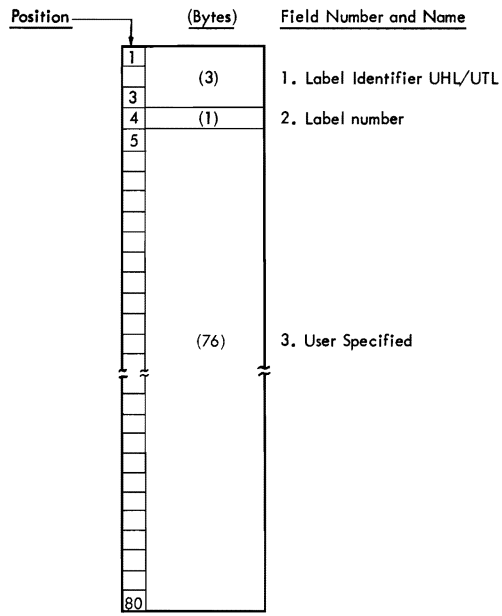 Position (Bytes) Field Number and Name
1
(3) 1. Label Identifier UHL/UTL
3
4 (1) 2. Label number
5
(76) 3. User Specified
80